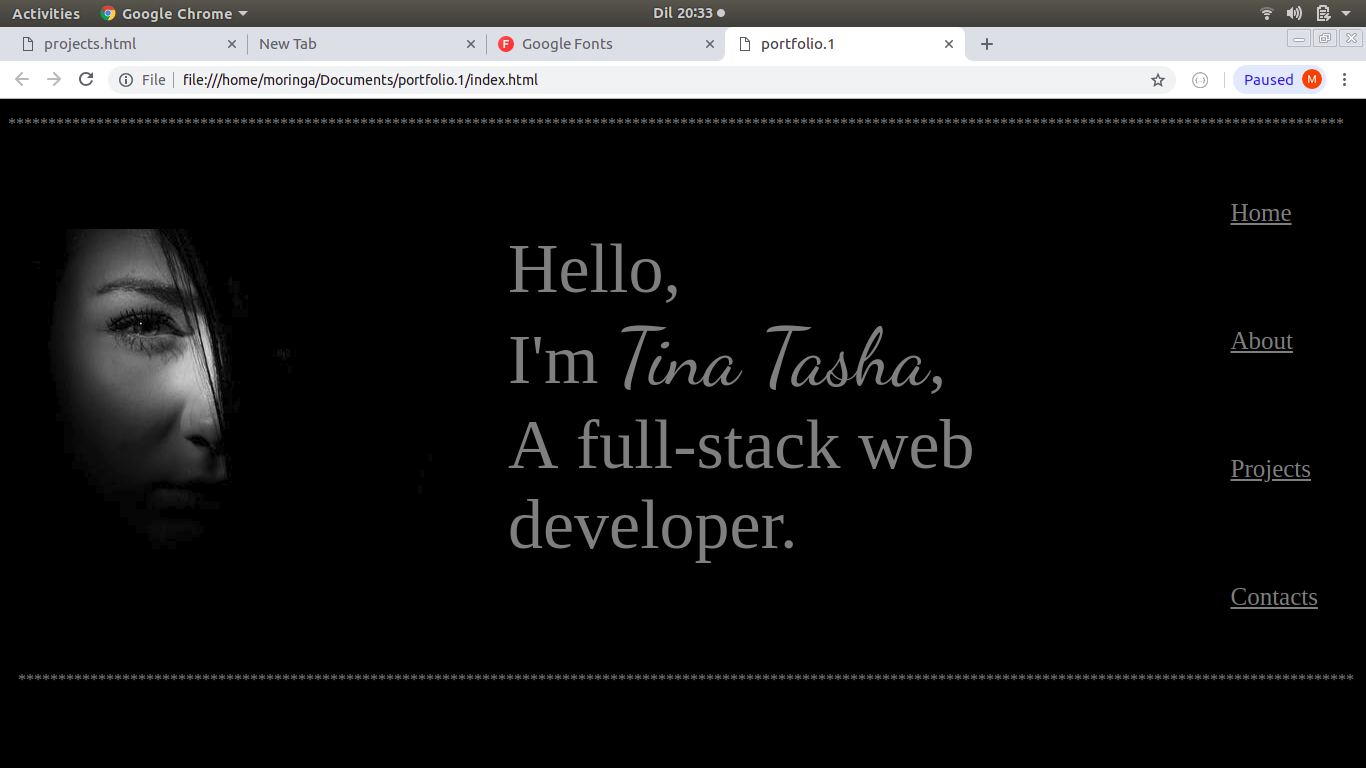 Activities Google Chrome Dil 20:33
projects.html New Tab Google Fonts portfolio.1
File file:///home/moringa/Documents/portfolio.1/index.html Paused M
Home
Hello,
About
I'm Tina Tasha,
A full-stack web
Projects
developer.
Contacts